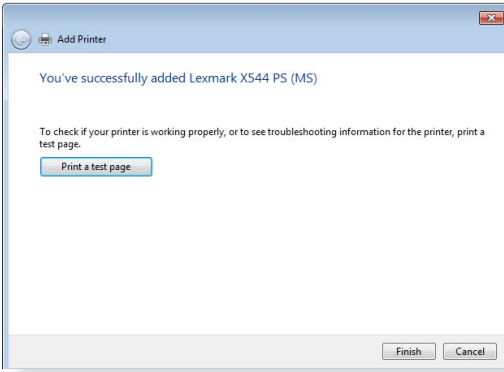 Add Printer
You've successfully added Lexmark X544 PS (MS)
To check if your printer is working properly, or to see troubleshooting information for the printer, print a
test page.
Print a test page
Finish Cancel